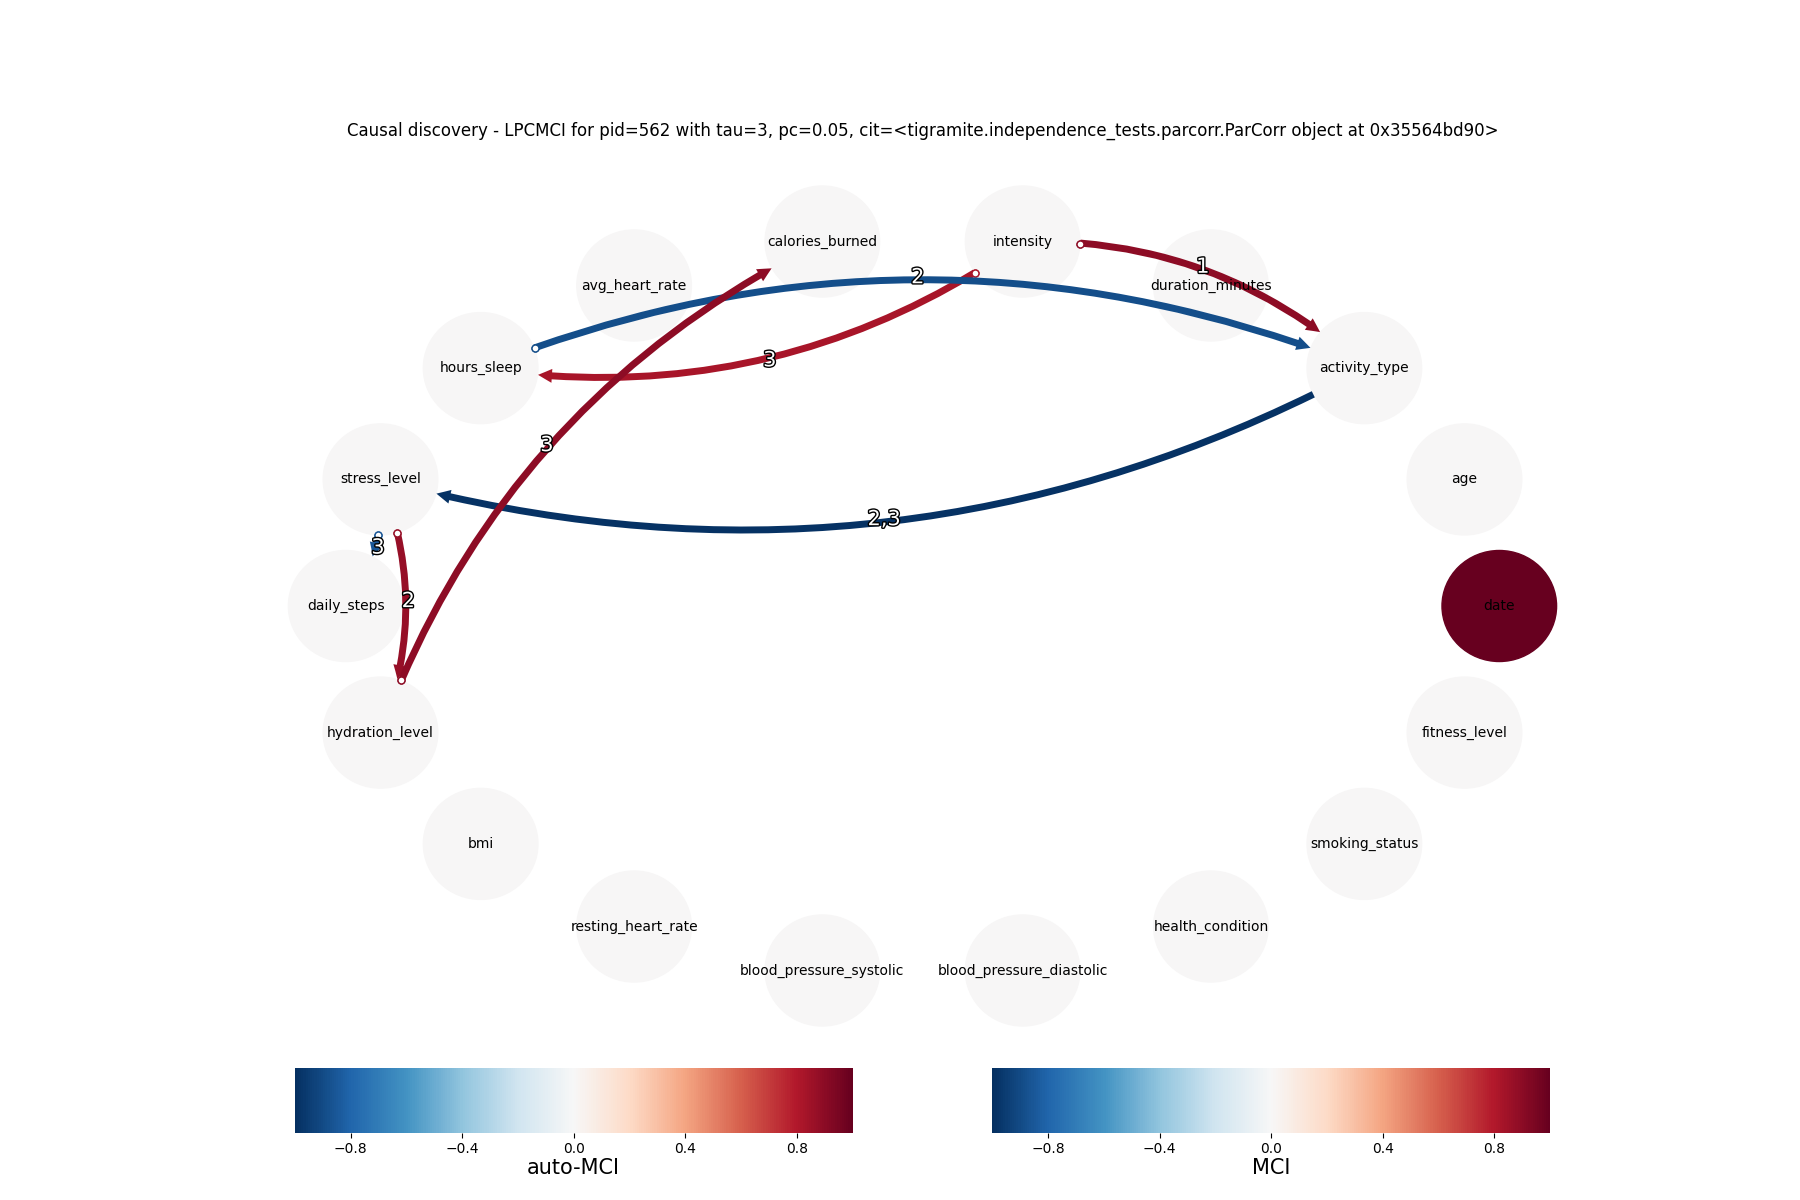 Causal discovery - LPCMCI for pid=562 with tau=3, pc=0.05, cit=<tigramite.independence_tests.parcorr.ParCorr object at 0x35564bd90>
calories_burned
intensity
1
avg_heart_rate
2
duration_minutes
3
hours_sleep
activity_type
3
stress_level
age
2,3
3
daily_steps
2
date
hydration_level
fitness_level
bmi
smoking_status
resting_heart_rate
health_condition
blood_pressure_systolic
blood_pressure_diastolic
−0.8 −0.4 0.0 0.4 0.8
auto-MCI
−0.8 −0.4 0.0 0.4 0.8
MCI